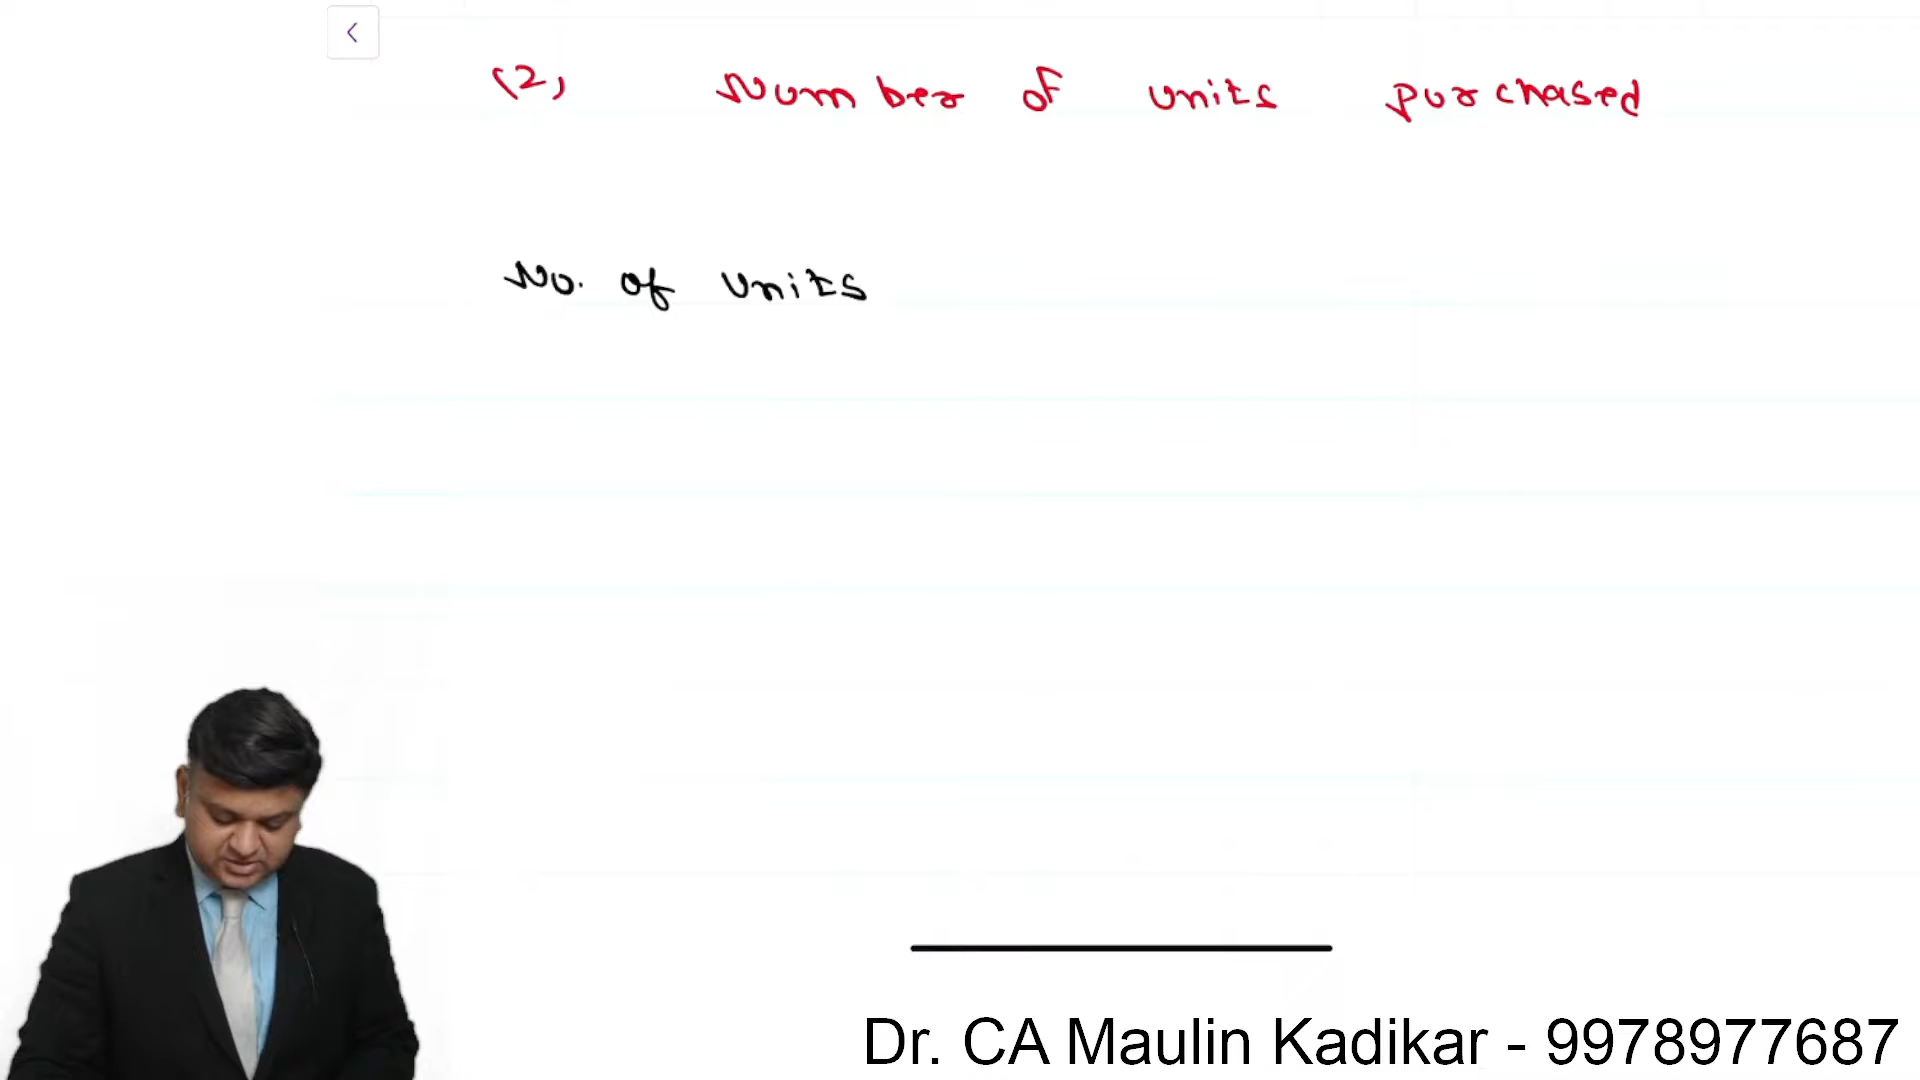 (2) Number of units purchased
No. of units
Dr. CA Maulin Kadikar - 9978977687